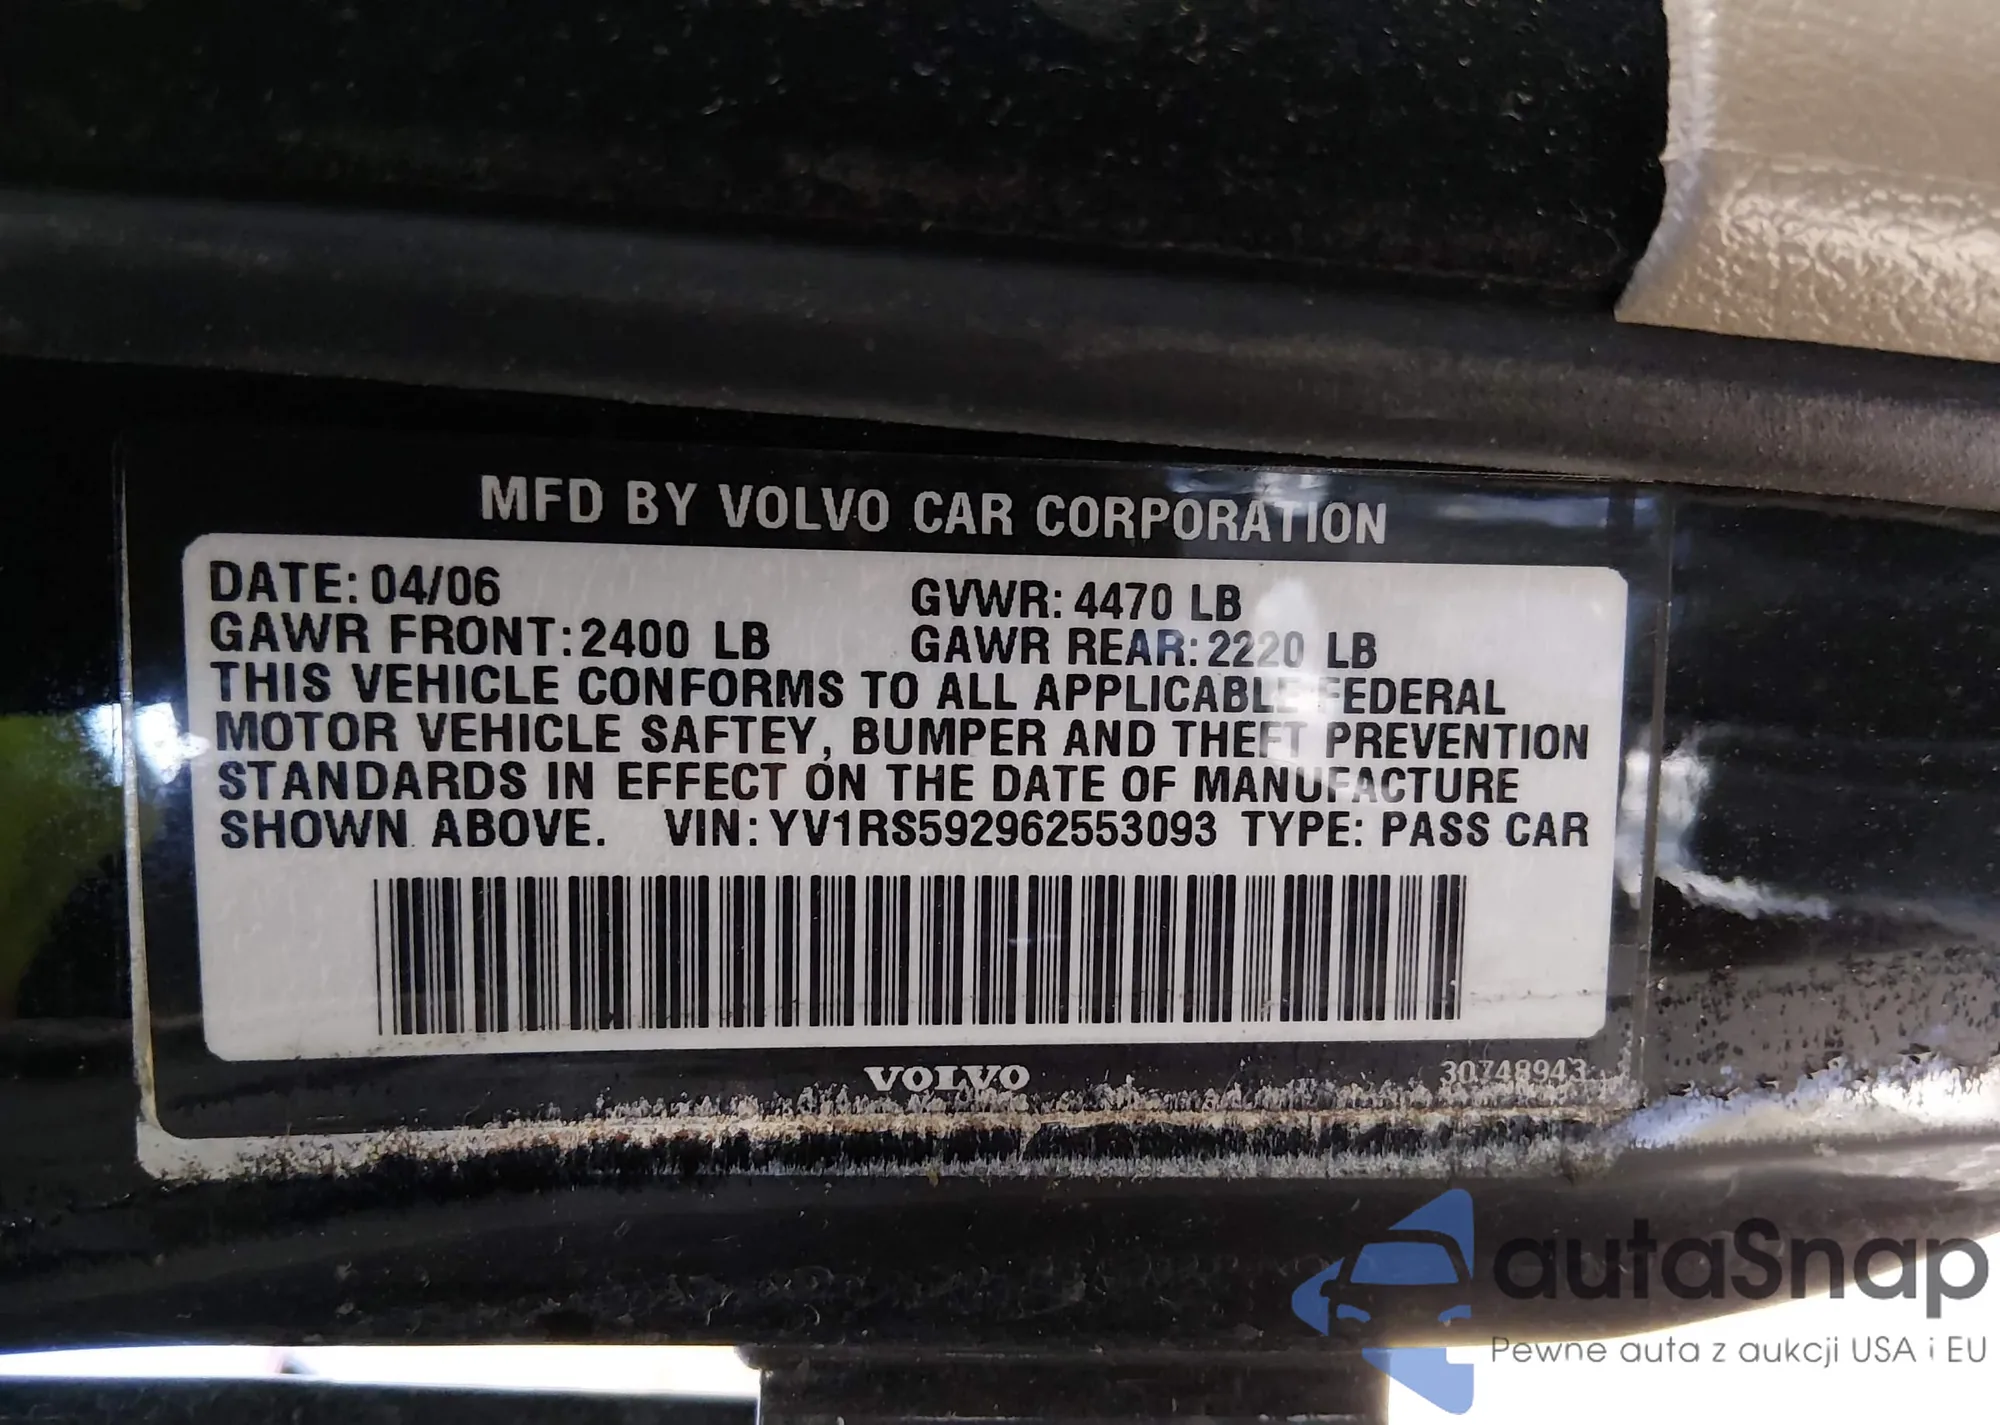 MFD BY VOLVO CAR CORPORATION
DATE: 04/06 GVWR: 4470 LB
GAWR FRONT: 2400 LB GAWR REAR: 2220 LB
THIS VEHICLE CONFORMS TO ALL APPLICABLE FEDERAL
MOTOR VEHICLE SAFTEY, BUMPER AND THEFT PREVENTION
STANDARDS IN EFFECT ON THE DATE OF MANUFACTURE
SHOWN ABOVE. VIN: YV1RS592962553093 TYPE: PASS CAR
VOLVO 30748943
autaSnap
Pewne auta z aukcji USA i EU